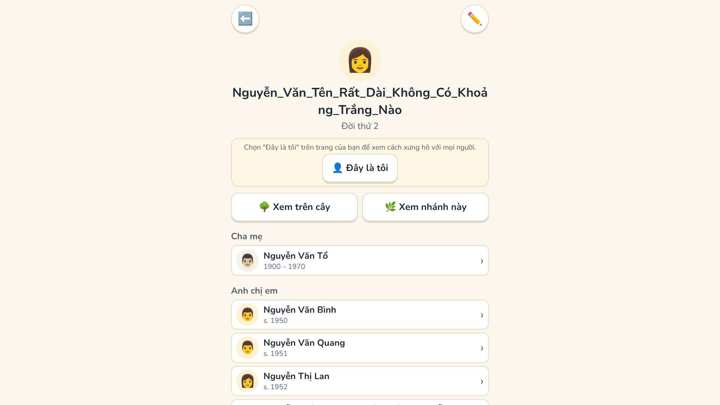 Nguyễn_Văn_Tên_Rất_Dài_Không_Có_Khoả
ng_Trắng_Nào
Đời thứ 2
Chọn "Đây là tôi" trên trang của bạn để xem cách xưng hô với mọi người.
Đây là tôi
Xem trên cây
Xem nhánh này
Cha mẹ
Nguyễn Văn Tổ
1900 – 1970
Anh chị em
Nguyễn Văn Bình
s. 1950
Nguyễn Văn Quang
s. 1951
Nguyễn Thị Lan
s. 1952